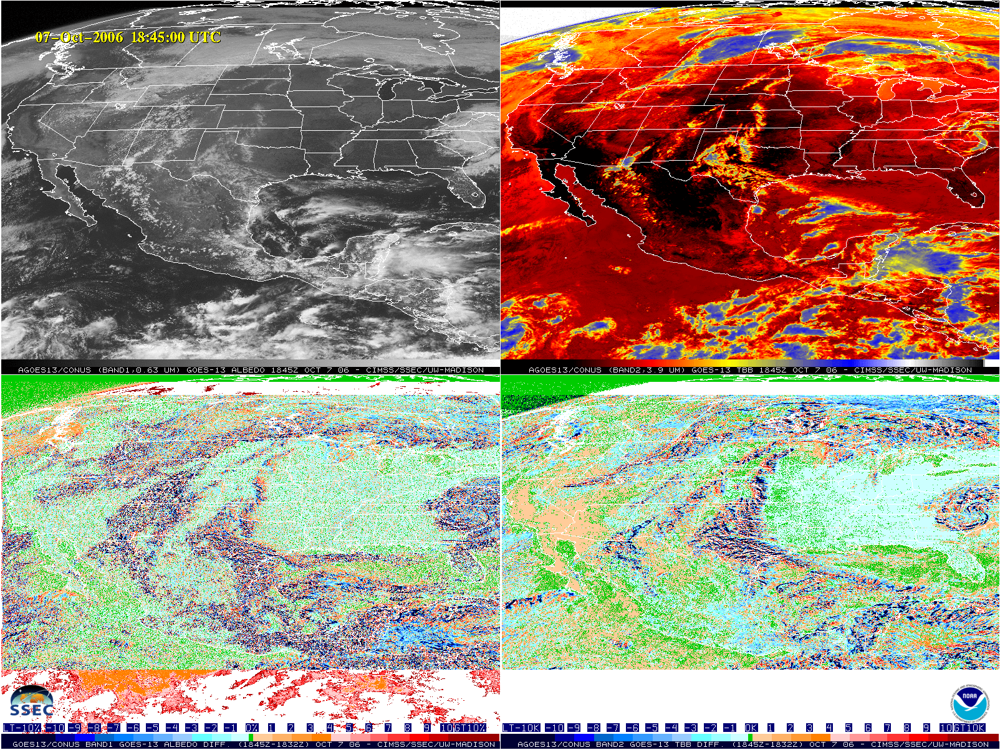 07-Oct-2006 18:45:00 UTC
AGOES13/CONUS (BAND1,0.63 UM) GOES-13 ALBEDO 1845Z OCT 7 06 - CIMSS/SSEC/UW-MADISON
AGOES13/CONUS (BAND2,3.9 UM) GOES-13 TBB 1845Z OCT 7 06 - CIMSS/SSEC/UW-MADISON
SSEC
NOAA
LT-10% -10 -9 -8 -7 -6 -5 -4 -3 -2 -1 0% 1 2 3 4 5 6 7 8 9 10 GT10%
LT-10K -10 -9 -8 -7 -6 -5 -4 -3 -2 -1 0K 1 2 3 4 5 6 7 8 9 10 GT10K
GOES13/CONUS BAND1 GOES-13 ALBEDO DIFF. (1845Z-1832Z) OCT 7 06 - CIMSS/SSEC/UW-MADISON
AGOES13/CONUS BAND2 GOES-13 TBB DIFF. (1845Z-1832Z) OCT 7 06 - CIMSS/SSEC/UW-MADISON